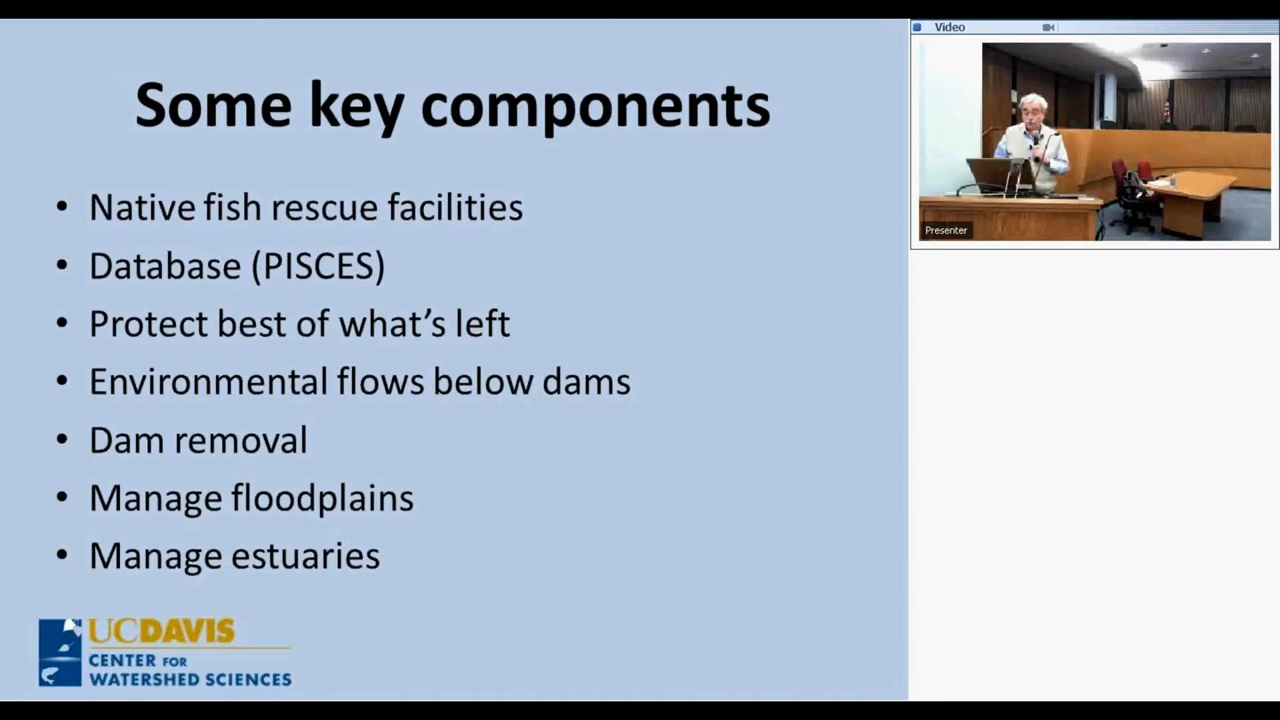 Some key components
• Native fish rescue facilities
• Database (PISCES)
• Protect best of what's left
• Environmental flows below dams
• Dam removal
• Manage floodplains
• Manage estuaries
UCDAVIS
CENTER FOR
WATERSHED SCIENCES
Video
Presenter